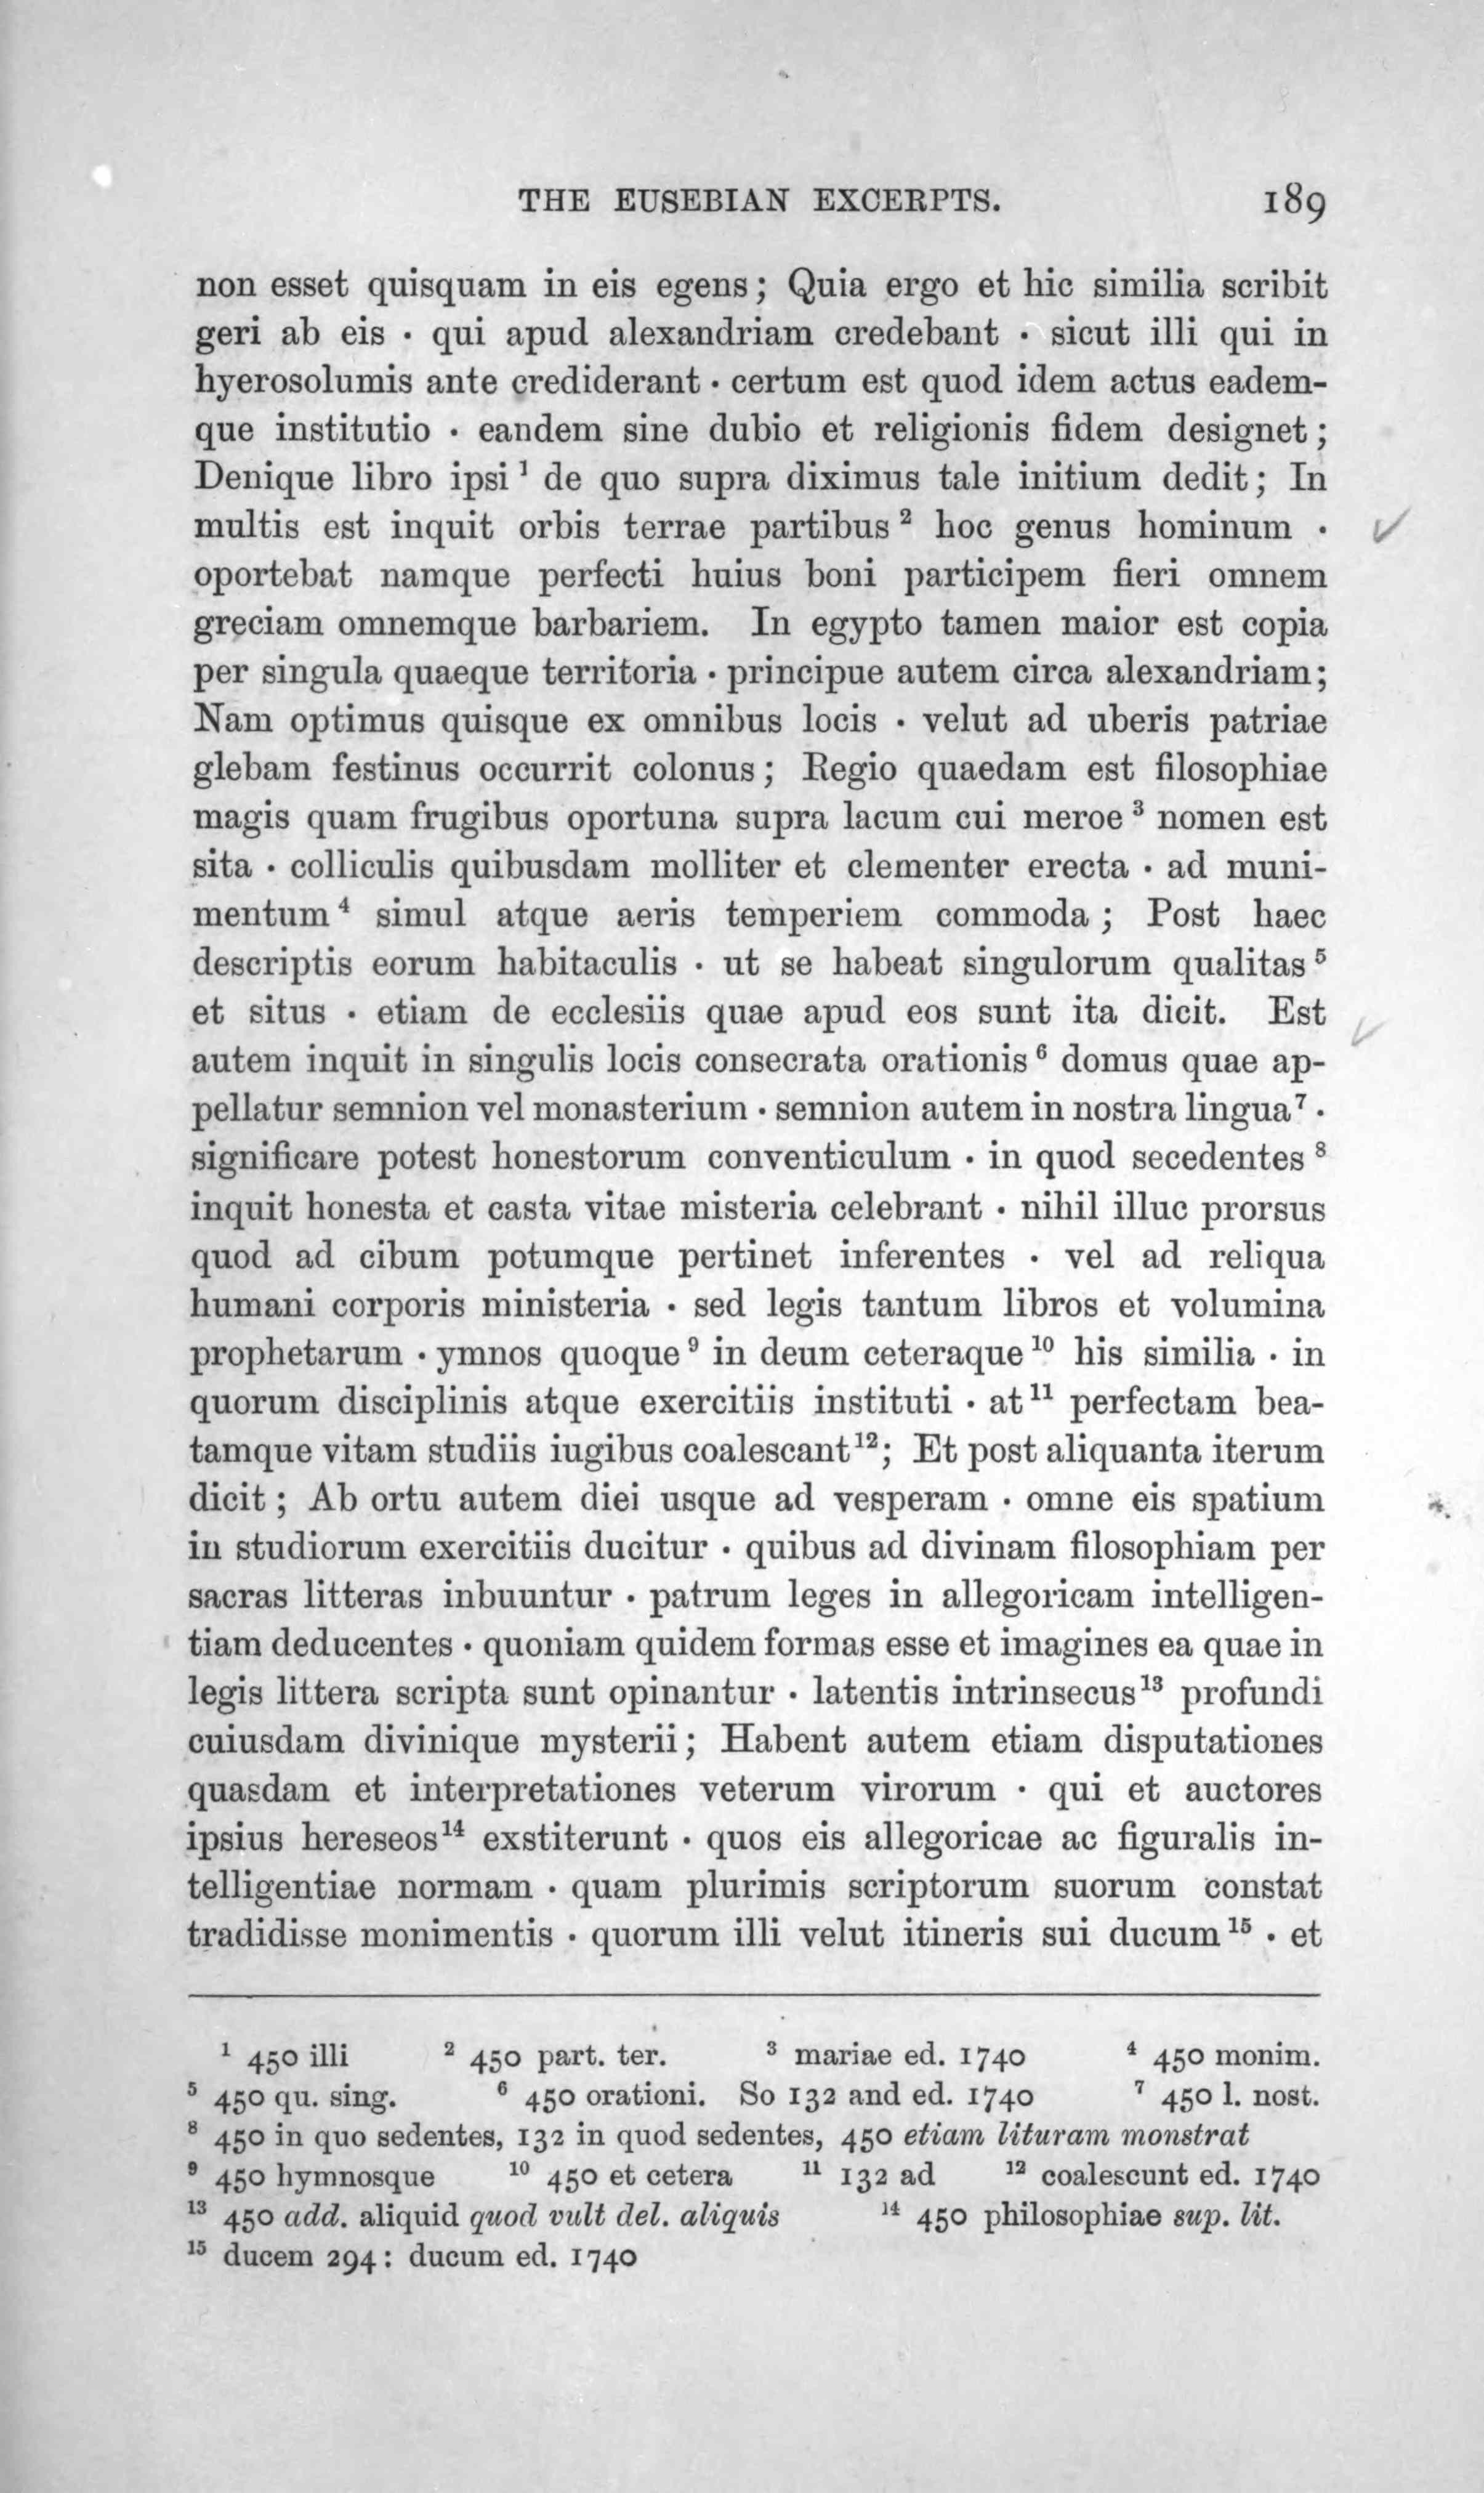 THE EUSEBIAN EXCERPTS. 189
non esset quisquam in eis egens; Quia ergo et hic similia scribit
geri ab eis · qui apud alexandriam credebant · sicut illi qui in
hyerosolumis ante crediderant · certum est quod idem actus eadem-
que institutio · eandem sine dubio et religionis fidem designet;
Denique libro ipsi ¹ de quo supra diximus tale initium dedit; In
multis est inquit orbis terrae partibus ² hoc genus hominum ·
oportebat namque perfecti huius boni participem fieri omnem
greciam omnemque barbariem. In egypto tamen maior est copia
per singula quaeque territoria · principue autem circa alexandriam;
Nam optimus quisque ex omnibus locis · velut ad uberis patriae
glebam festinus occurrit colonus; Regio quaedam est filosophiae
magis quam frugibus oportuna supra lacum cui meroe ³ nomen est
sita · colliculis quibusdam molliter et clementer erecta · ad muni-
mentum ⁴ simul atque aeris temperiem commoda; Post haec
descriptis eorum habitaculis · ut se habeat singulorum qualitas ⁵
et situs · etiam de ecclesiis quae apud eos sunt ita dicit. Est
autem inquit in singulis locis consecrata orationis ⁶ domus quae ap-
pellatur semnion vel monasterium · semnion autem in nostra lingua ⁷ ·
significare potest honestorum conventiculum · in quod secedentes ⁸
inquit honesta et casta vitae misteria celebrant · nihil illuc prorsus
quod ad cibum potumque pertinet inferentes · vel ad reliqua
humani corporis ministeria · sed legis tantum libros et volumina
prophetarum · ymnos quoque ⁹ in deum ceteraque ¹⁰ his similia · in
quorum disciplinis atque exercitiis instituti · at ¹¹ perfectam bea-
tamque vitam studiis iugibus coalescant ¹²; Et post aliquanta iterum
dicit; Ab ortu autem diei usque ad vesperam · omne eis spatium
in studiorum exercitiis ducitur · quibus ad divinam filosophiam per
sacras litteras inbuuntur · patrum leges in allegoricam intelligen-
tiam deducentes · quoniam quidem formas esse et imagines ea quae in
legis littera scripta sunt opinantur · latentis intrinsecus ¹³ profundi
cuiusdam divinique mysterii; Habent autem etiam disputationes
quasdam et interpretationes veterum virorum · qui et auctores
ipsius hereseos ¹⁴ exstiterunt · quos eis allegoricae ac figuralis in-
telligentiae normam · quam plurimis scriptorum suorum constat
tradidisse monimentis · quorum illi velut itineris sui ducum ¹⁵ · et
¹ 450 illi ² 450 part. ter. ³ mariae ed. 1740 ⁴ 450 monim.
⁵ 450 qu. sing. ⁶ 450 orationi. So 132 and ed. 1740 ⁷ 450 l. nost.
⁸ 450 in quo sedentes, 132 in quod sedentes, 450 etiam lituram monstrat
⁹ 450 hymnosque ¹⁰ 450 et cetera ¹¹ 132 ad ¹² coalescunt ed. 1740
¹³ 450 add. aliquid quod vult del. aliquis ¹⁴ 450 philosophiae sup. lit.
¹⁵ ducem 294: ducum ed. 1740